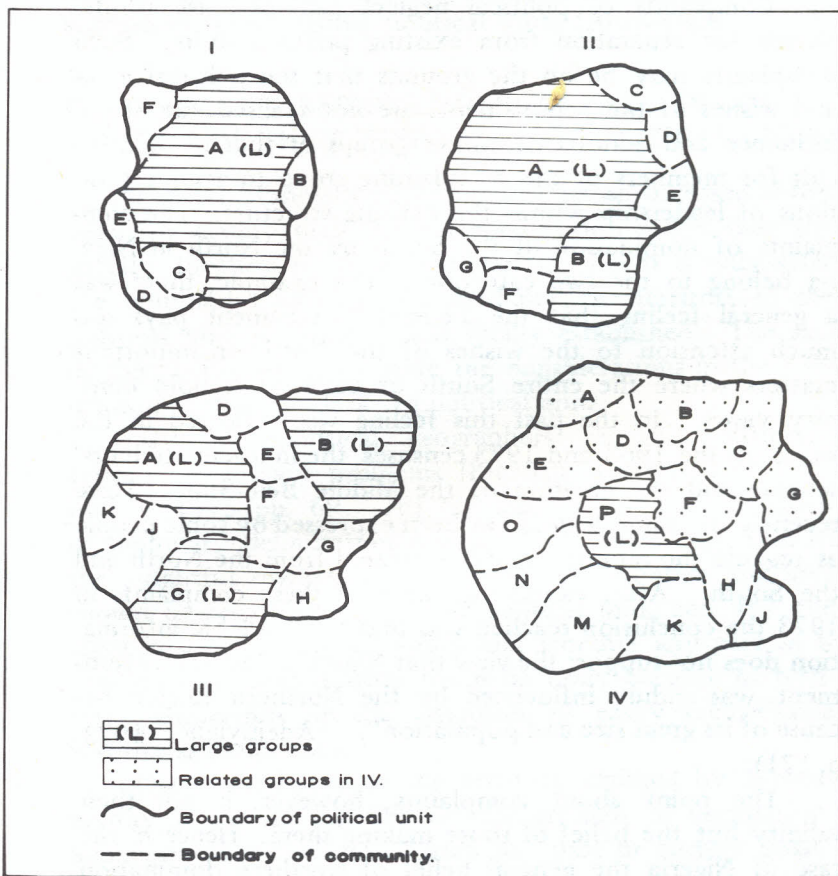 I
F
A (L)
B
E
C
D
II
C
D
A – (L)
E
B (L)
G
F
D
B (L)
A (L)
E
K
F
G
C (L)
H
III
A
B
D
C
E
G
P
F
O
(L)
N
H
M
K
J
IV
(L) Large groups
Related groups in IV.
Boundary of political unit
Boundary of community.